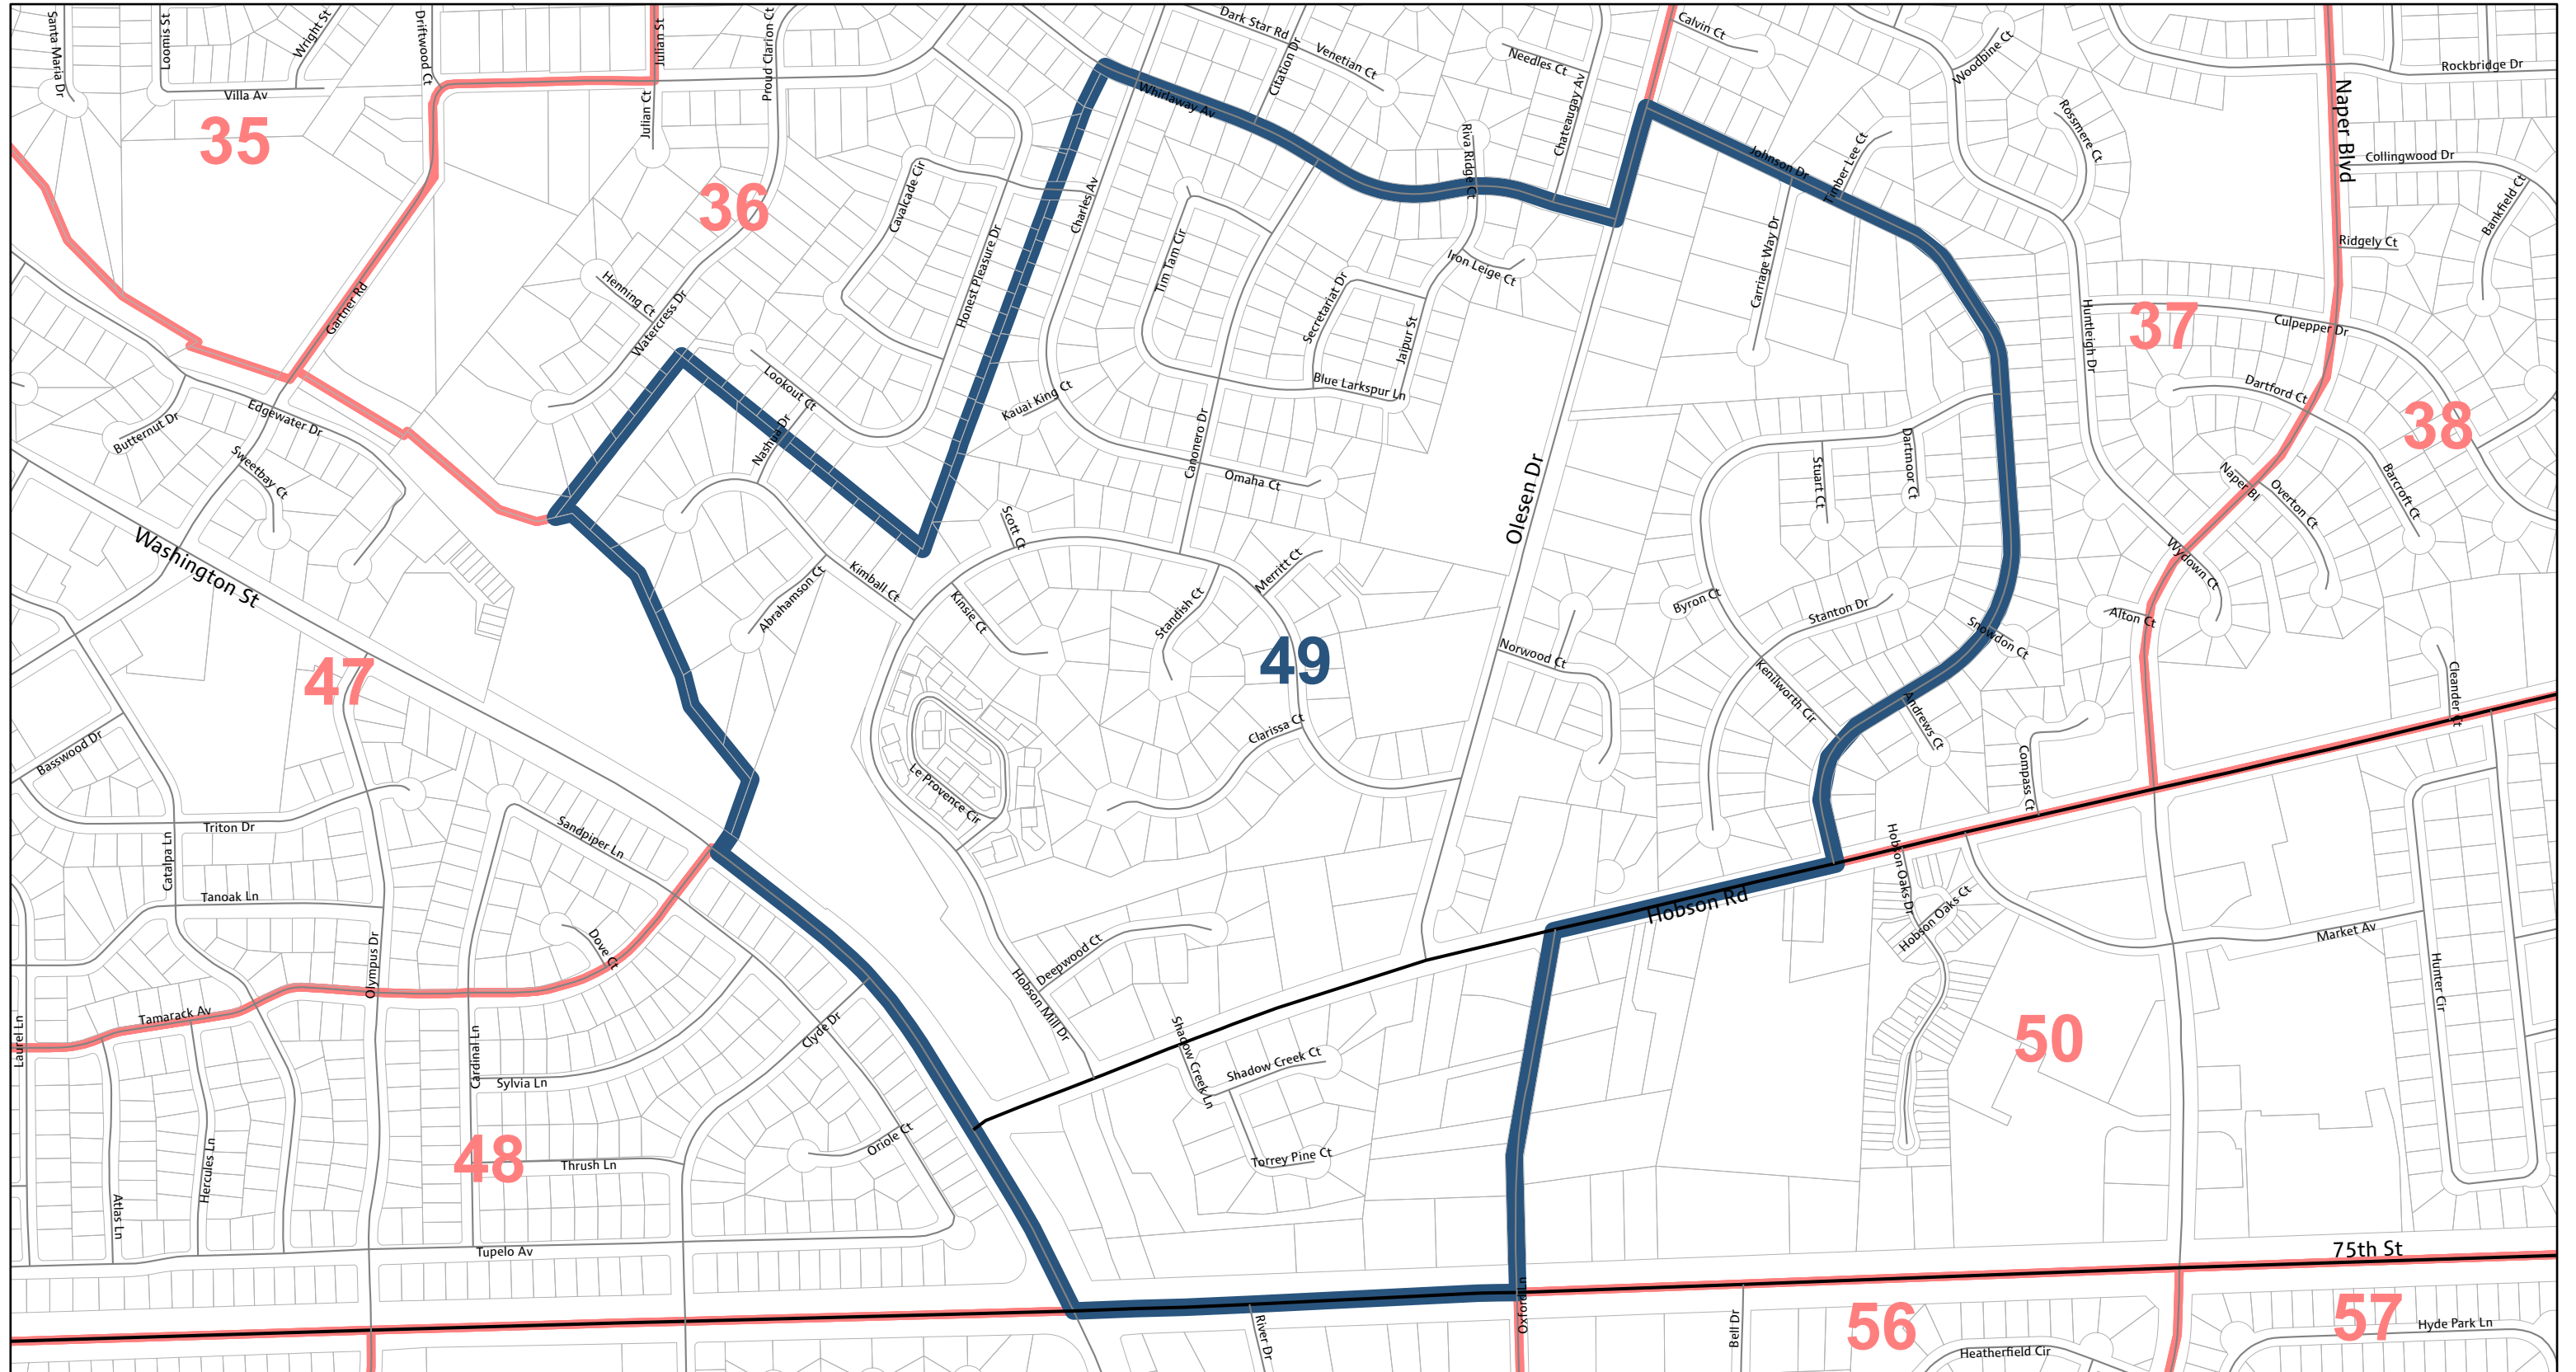 Santa Maria Dr
Loomis St
Wright St
Driftwood Ct
Julian St
Proud Clarion Ct
Dark Star Rd
Citation Dr
Venetian Ct
Needles Ct
Calvin Ct
Woodbine Ct
Rockbridge Dr
Villa Av
35
Julian Ct
Whirlaway Av
Chateaugay Av
Naper Blvd
Rossmere Ct
Collingwood Dr
36
Cavalcade Cir
Charles Av
Riva Ridge Ct
Johnson Dr
Timber Lee Ct
Bankfield Ct
Ridgely Ct
Henning Ct
Gartner Rd
Watercress Dr
Honest Pleasure Dr
Tim Tam Cir
Iron Leige Ct
Secretariat Dr
Jaipur St
Carriage Way Dr
Huntleigh Dr
37
Culpepper Dr
Lookout Ct
Kauai King Ct
Blue Larkspur Ln
Dartford Ct
38
Butternut Dr
Edgewater Dr
Nashua Dr
Canonero Dr
Omaha Ct
Sweetbay Ct
Stuart Ct
Dartmoor Ct
Naper Bl
Overton Ct
Barcroft Ct
Olesen Dr
Scott Ct
Washington St
Abrahamson Ct
Kimball Ct
Kinsie Ct
Merritt Ct
Standish Ct
Byron Ct
Stanton Dr
Snowdon Ct
Wydown Ct
Alton Ct
47
49
Norwood Ct
Kenilworth Cir
Andrews Ct
Cleander Ct
Basswood Dr
Clarissa Ct
Le Provence Cir
Compass Ct
Triton Dr
Catalpa Ln
Sandpiper Ln
Tanoak Ln
Hobson Rd
Hobson Oaks Dr
Hobson Oaks Ct
Market Av
Dove Ct
Olympus Dr
Deepwood Ct
Hobson Mill Dr
Hunter Cir
Tamarack Av
Laurel Ln
Cardinal Ln
Clyde Dr
Sylvia Ln
Shadow Creek Ln
Shadow Creek Ct
50
48
Thrush Ln
Oriole Ct
Torrey Pine Ct
Atlas Ln
Hercules Ln
Tupelo Av
75th St
River Dr
Oxford Ln
Bell Dr
56
57
Hyde Park Ln
Heatherfield Cir